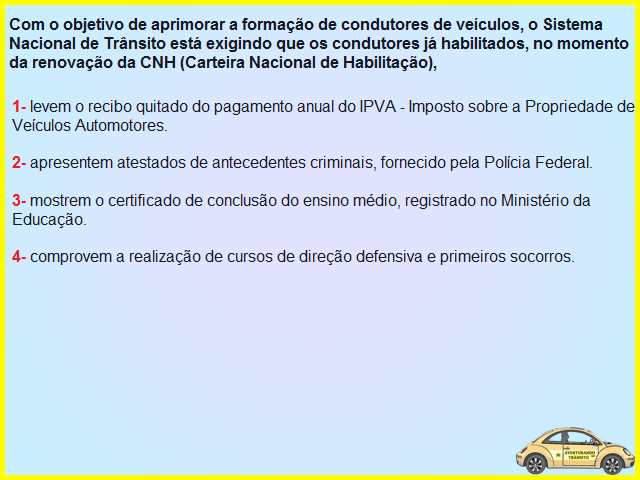 Com o objetivo de aprimorar a formação de condutores de veículos, o Sistema
Nacional de Trânsito está exigindo que os condutores já habilitados, no momento
da renovação da CNH (Carteira Nacional de Habilitação),
1- levem o recibo quitado do pagamento anual do IPVA - Imposto sobre a Propriedade de
Veículos Automotores.
2- apresentem atestados de antecedentes criminais, fornecido pela Polícia Federal.
3- mostrem o certificado de conclusão do ensino médio, registrado no Ministério da
Educação.
4- comprovem a realização de cursos de direção defensiva e primeiros socorros.
AVENTURANDO
TRÂNSITO